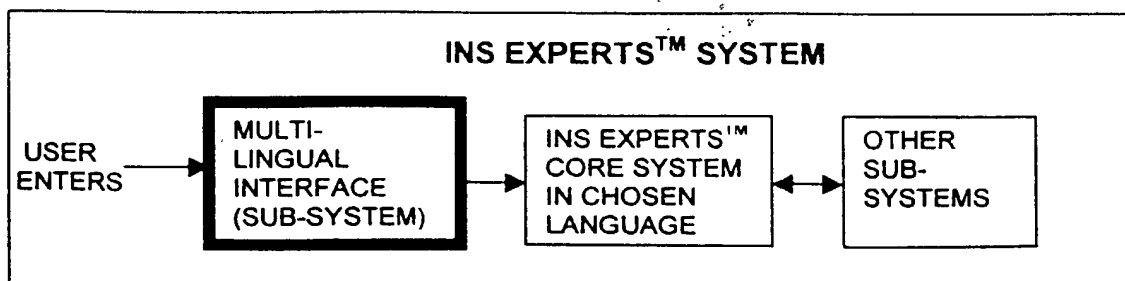 INS EXPERTS™ SYSTEM
USER
ENTERS
MULTI-
LINGUAL
INTERFACE
(SUB-SYSTEM)
INS EXPERTS™
CORE SYSTEM
IN CHOSEN
LANGUAGE
OTHER
SUB-
SYSTEMS